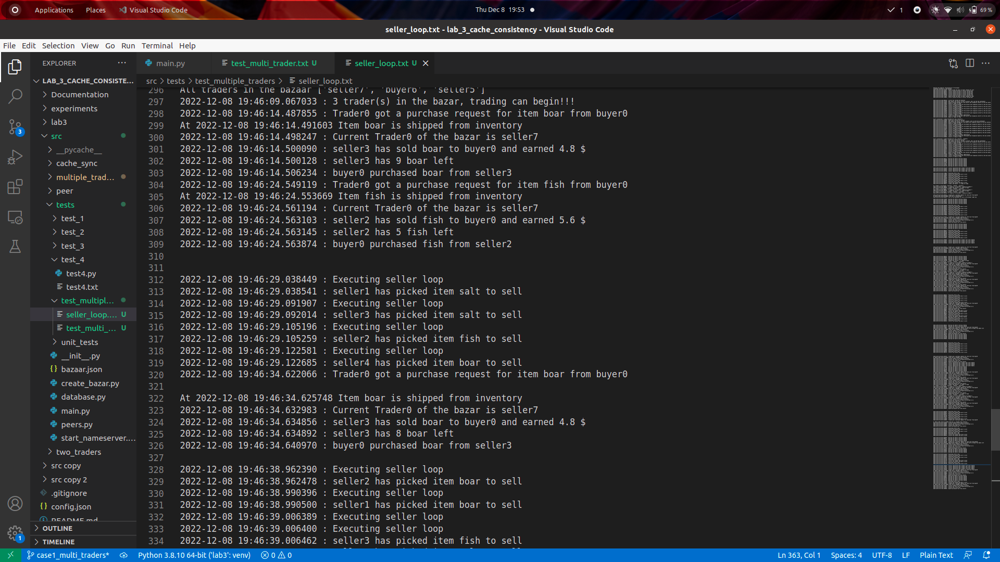 Applications Places Visual Studio Code Thu Dec 8 19:53 1 69 %
seller_loop.txt - lab_3_cache_consistency - Visual Studio Code
File Edit Selection View Go Run Terminal Help
EXPLORER
LAB_3_CACHE_CONSISTE...
Documentation
experiments
lab3
src
__pycache__
cache_sync
multiple_trad...
peer
tests
test_1
test_2
test_3
test_4
test4.py
test4.txt
test_multipl...
seller_loop.... U
test_multi_... U
unit_tests
__init__.py
bazaar.json
create_bazar.py
database.py
main.py
peers.py
start_nameserver....
two_traders
src copy
src copy 2
.gitignore
config.json
README.md
OUTLINE
TIMELINE
3
1
main.py test_multi_trader.txt U seller_loop.txt U
src > tests > test_multiple_traders > seller_loop.txt
296 All traders in the bazaar ['seller7', 'buyer6', 'seller5']
297 2022-12-08 19:46:09.067033 : 3 trader(s) in the bazar, trading can begin!!!
298 2022-12-08 19:46:14.487855 : Trader0 got a purchase request for item boar from buyer0
299 At 2022-12-08 19:46:14.491603 Item boar is shipped from inventory
300 2022-12-08 19:46:14.498247 : Current Trader0 of the bazar is seller7
301 2022-12-08 19:46:14.500090 : seller3 has sold boar to buyer0 and earned 4.8 $
302 2022-12-08 19:46:14.500128 : seller3 has 9 boar left
303 2022-12-08 19:46:14.506234 : buyer0 purchased boar from seller3
304 2022-12-08 19:46:24.549119 : Trader0 got a purchase request for item fish from buyer0
305 At 2022-12-08 19:46:24.553669 Item fish is shipped from inventory
306 2022-12-08 19:46:24.561194 : Current Trader0 of the bazar is seller7
307 2022-12-08 19:46:24.563103 : seller2 has sold fish to buyer0 and earned 5.6 $
308 2022-12-08 19:46:24.563145 : seller2 has 5 fish left
309 2022-12-08 19:46:24.563874 : buyer0 purchased fish from seller2
310
311
312 2022-12-08 19:46:29.038449 : Executing seller loop
313 2022-12-08 19:46:29.038541 : seller1 has picked item salt to sell
314 2022-12-08 19:46:29.091907 : Executing seller loop
315 2022-12-08 19:46:29.092014 : seller3 has picked item salt to sell
316 2022-12-08 19:46:29.105196 : Executing seller loop
317 2022-12-08 19:46:29.105259 : seller2 has picked item fish to sell
318 2022-12-08 19:46:29.122581 : Executing seller loop
319 2022-12-08 19:46:29.122685 : seller4 has picked item boar to sell
320 2022-12-08 19:46:34.622066 : Trader0 got a purchase request for item boar from buyer0
321
322 At 2022-12-08 19:46:34.625748 Item boar is shipped from inventory
323 2022-12-08 19:46:34.632983 : Current Trader0 of the bazar is seller7
324 2022-12-08 19:46:34.634856 : seller3 has sold boar to buyer0 and earned 4.8 $
325 2022-12-08 19:46:34.634892 : seller3 has 8 boar left
326 2022-12-08 19:46:34.640970 : buyer0 purchased boar from seller3
327
328 2022-12-08 19:46:38.962390 : Executing seller loop
329 2022-12-08 19:46:38.962478 : seller2 has picked item boar to sell
330 2022-12-08 19:46:38.990396 : Executing seller loop
331 2022-12-08 19:46:38.990500 : seller1 has picked item boar to sell
332 2022-12-08 19:46:39.006389 : Executing seller loop
333 2022-12-08 19:46:39.006400 : Executing seller loop
334 2022-12-08 19:46:39.006462 : seller3 has picked item fish to sell
case1_multi_traders* Python 3.8.10 64-bit ('lab3': venv) 0 0 Ln 363, Col 1 Spaces: 4 UTF-8 LF Plain Text